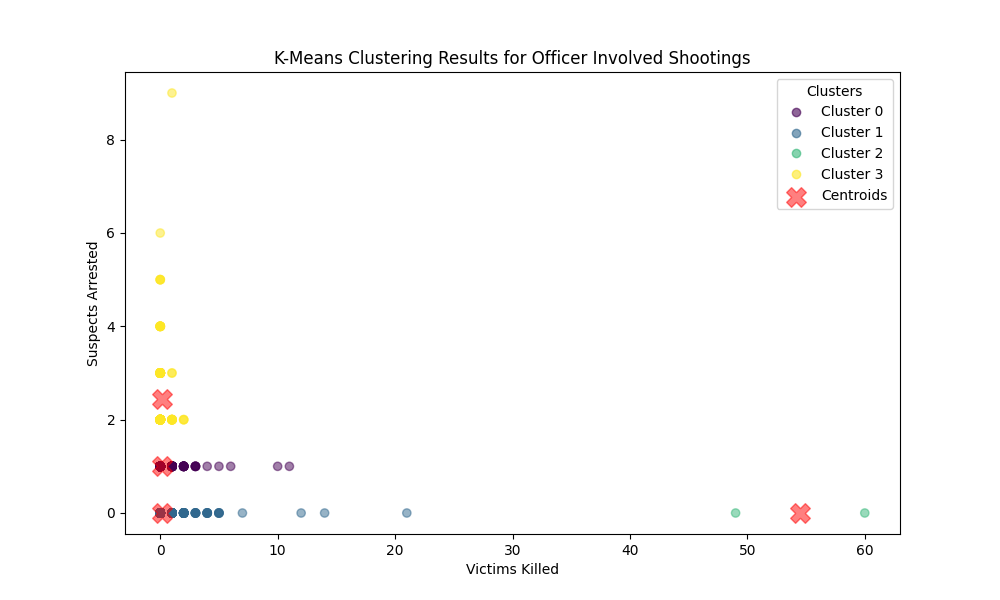 K-Means Clustering Results for Officer Involved Shootings
Clusters
Cluster 0
Cluster 1
Cluster 2
Cluster 3
Centroids
Suspects Arrested
8
6
4
2
0
0 10 20 30 40 50 60
Victims Killed